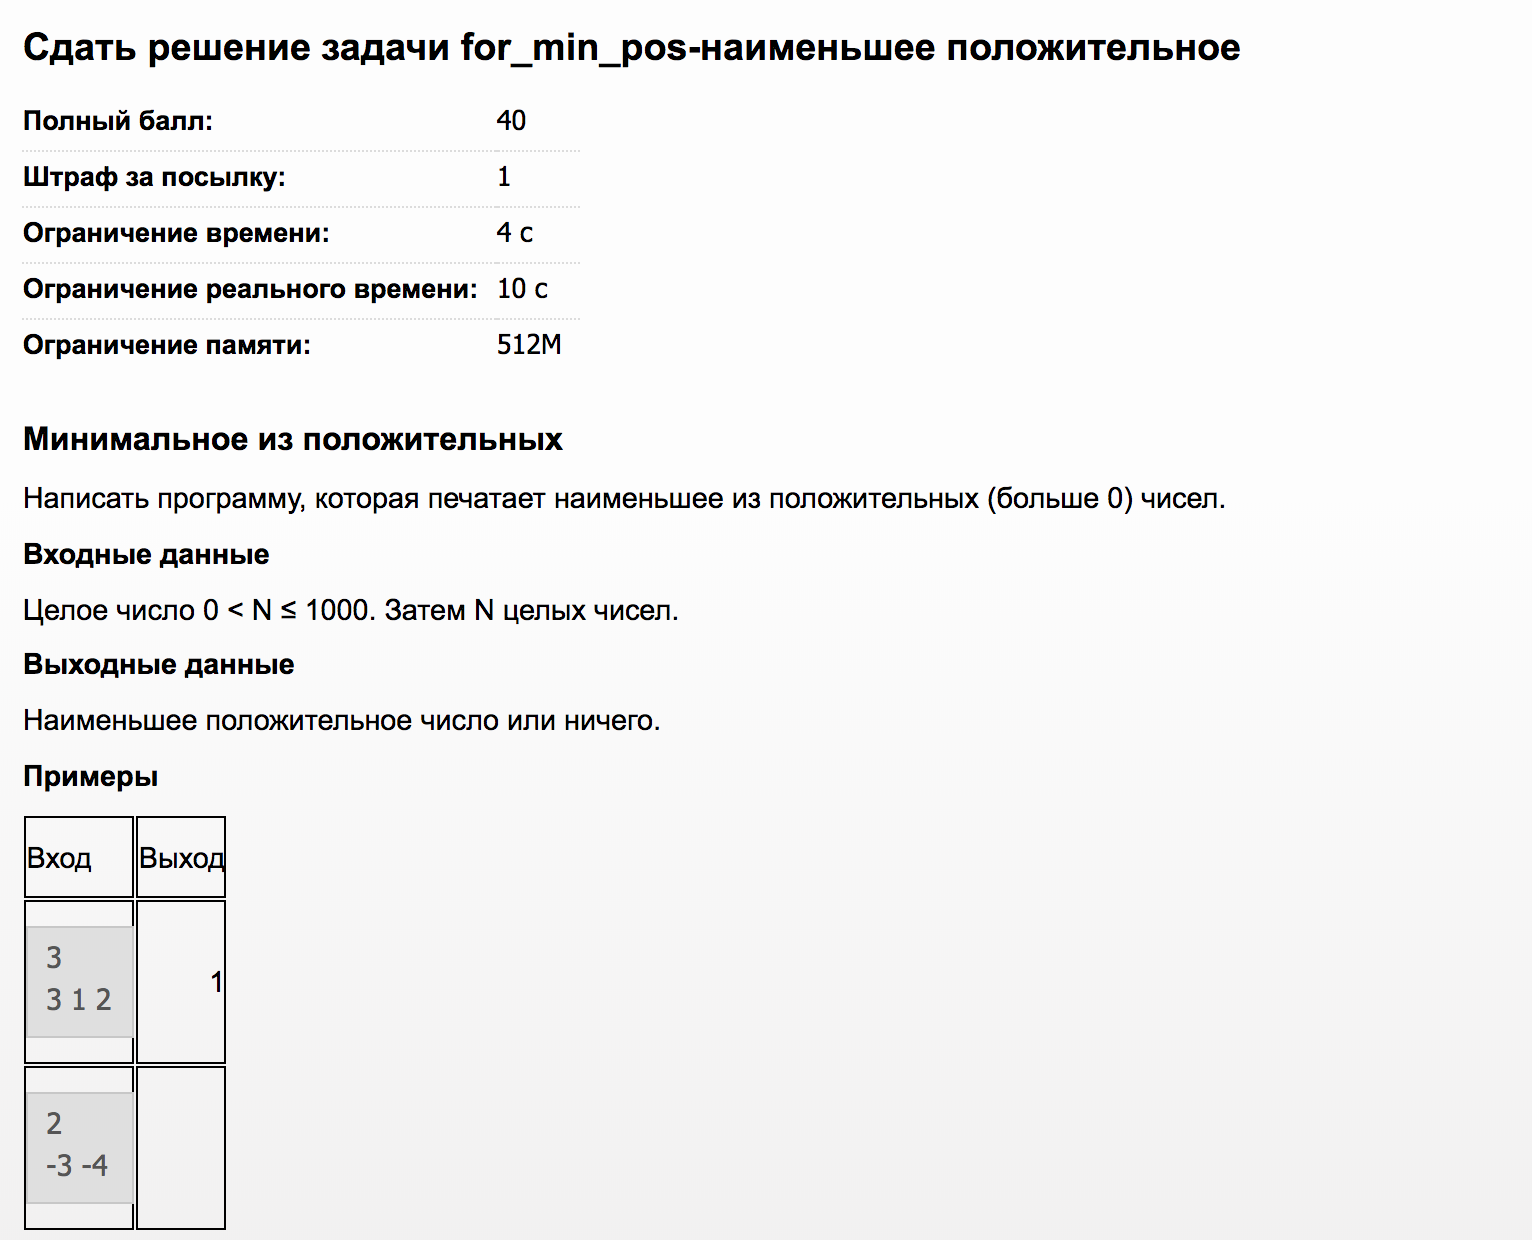 Сдать решение задачи for_min_pos-наименьшее положительное
Полный балл: 40
Штраф за посылку: 1
Ограничение времени: 4 с
Ограничение реального времени: 10 с
Ограничение памяти: 512M
Минимальное из положительных
Написать программу, которая печатает наименьшее из положительных (больше 0) чисел.
Входные данные
Целое число 0 < N ≤ 1000. Затем N целых чисел.
Выходные данные
Наименьшее положительное число или ничего.
Примеры
Вход Выход
3
3 1 2
1
2
-3 -4